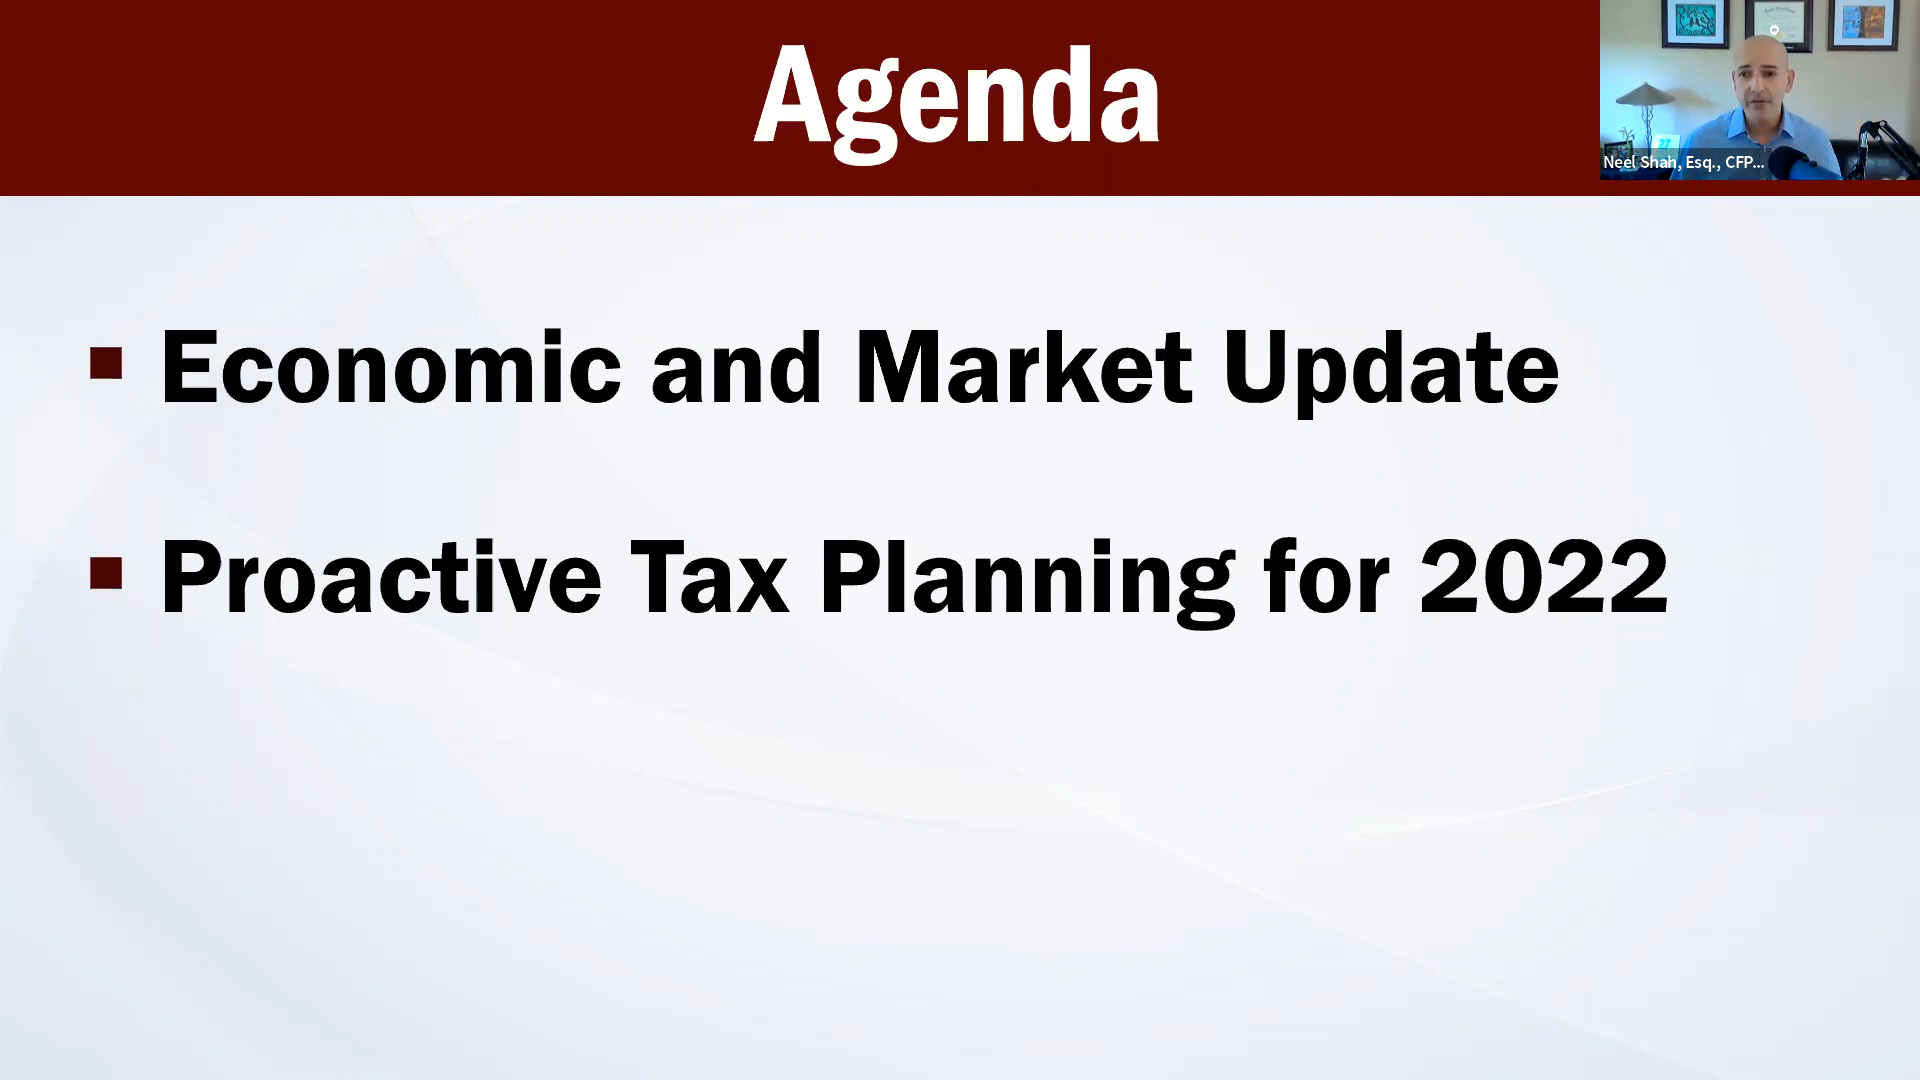 Agenda
Neel Shah, Esq., CFP...
Economic and Market Update
Proactive Tax Planning for 2022